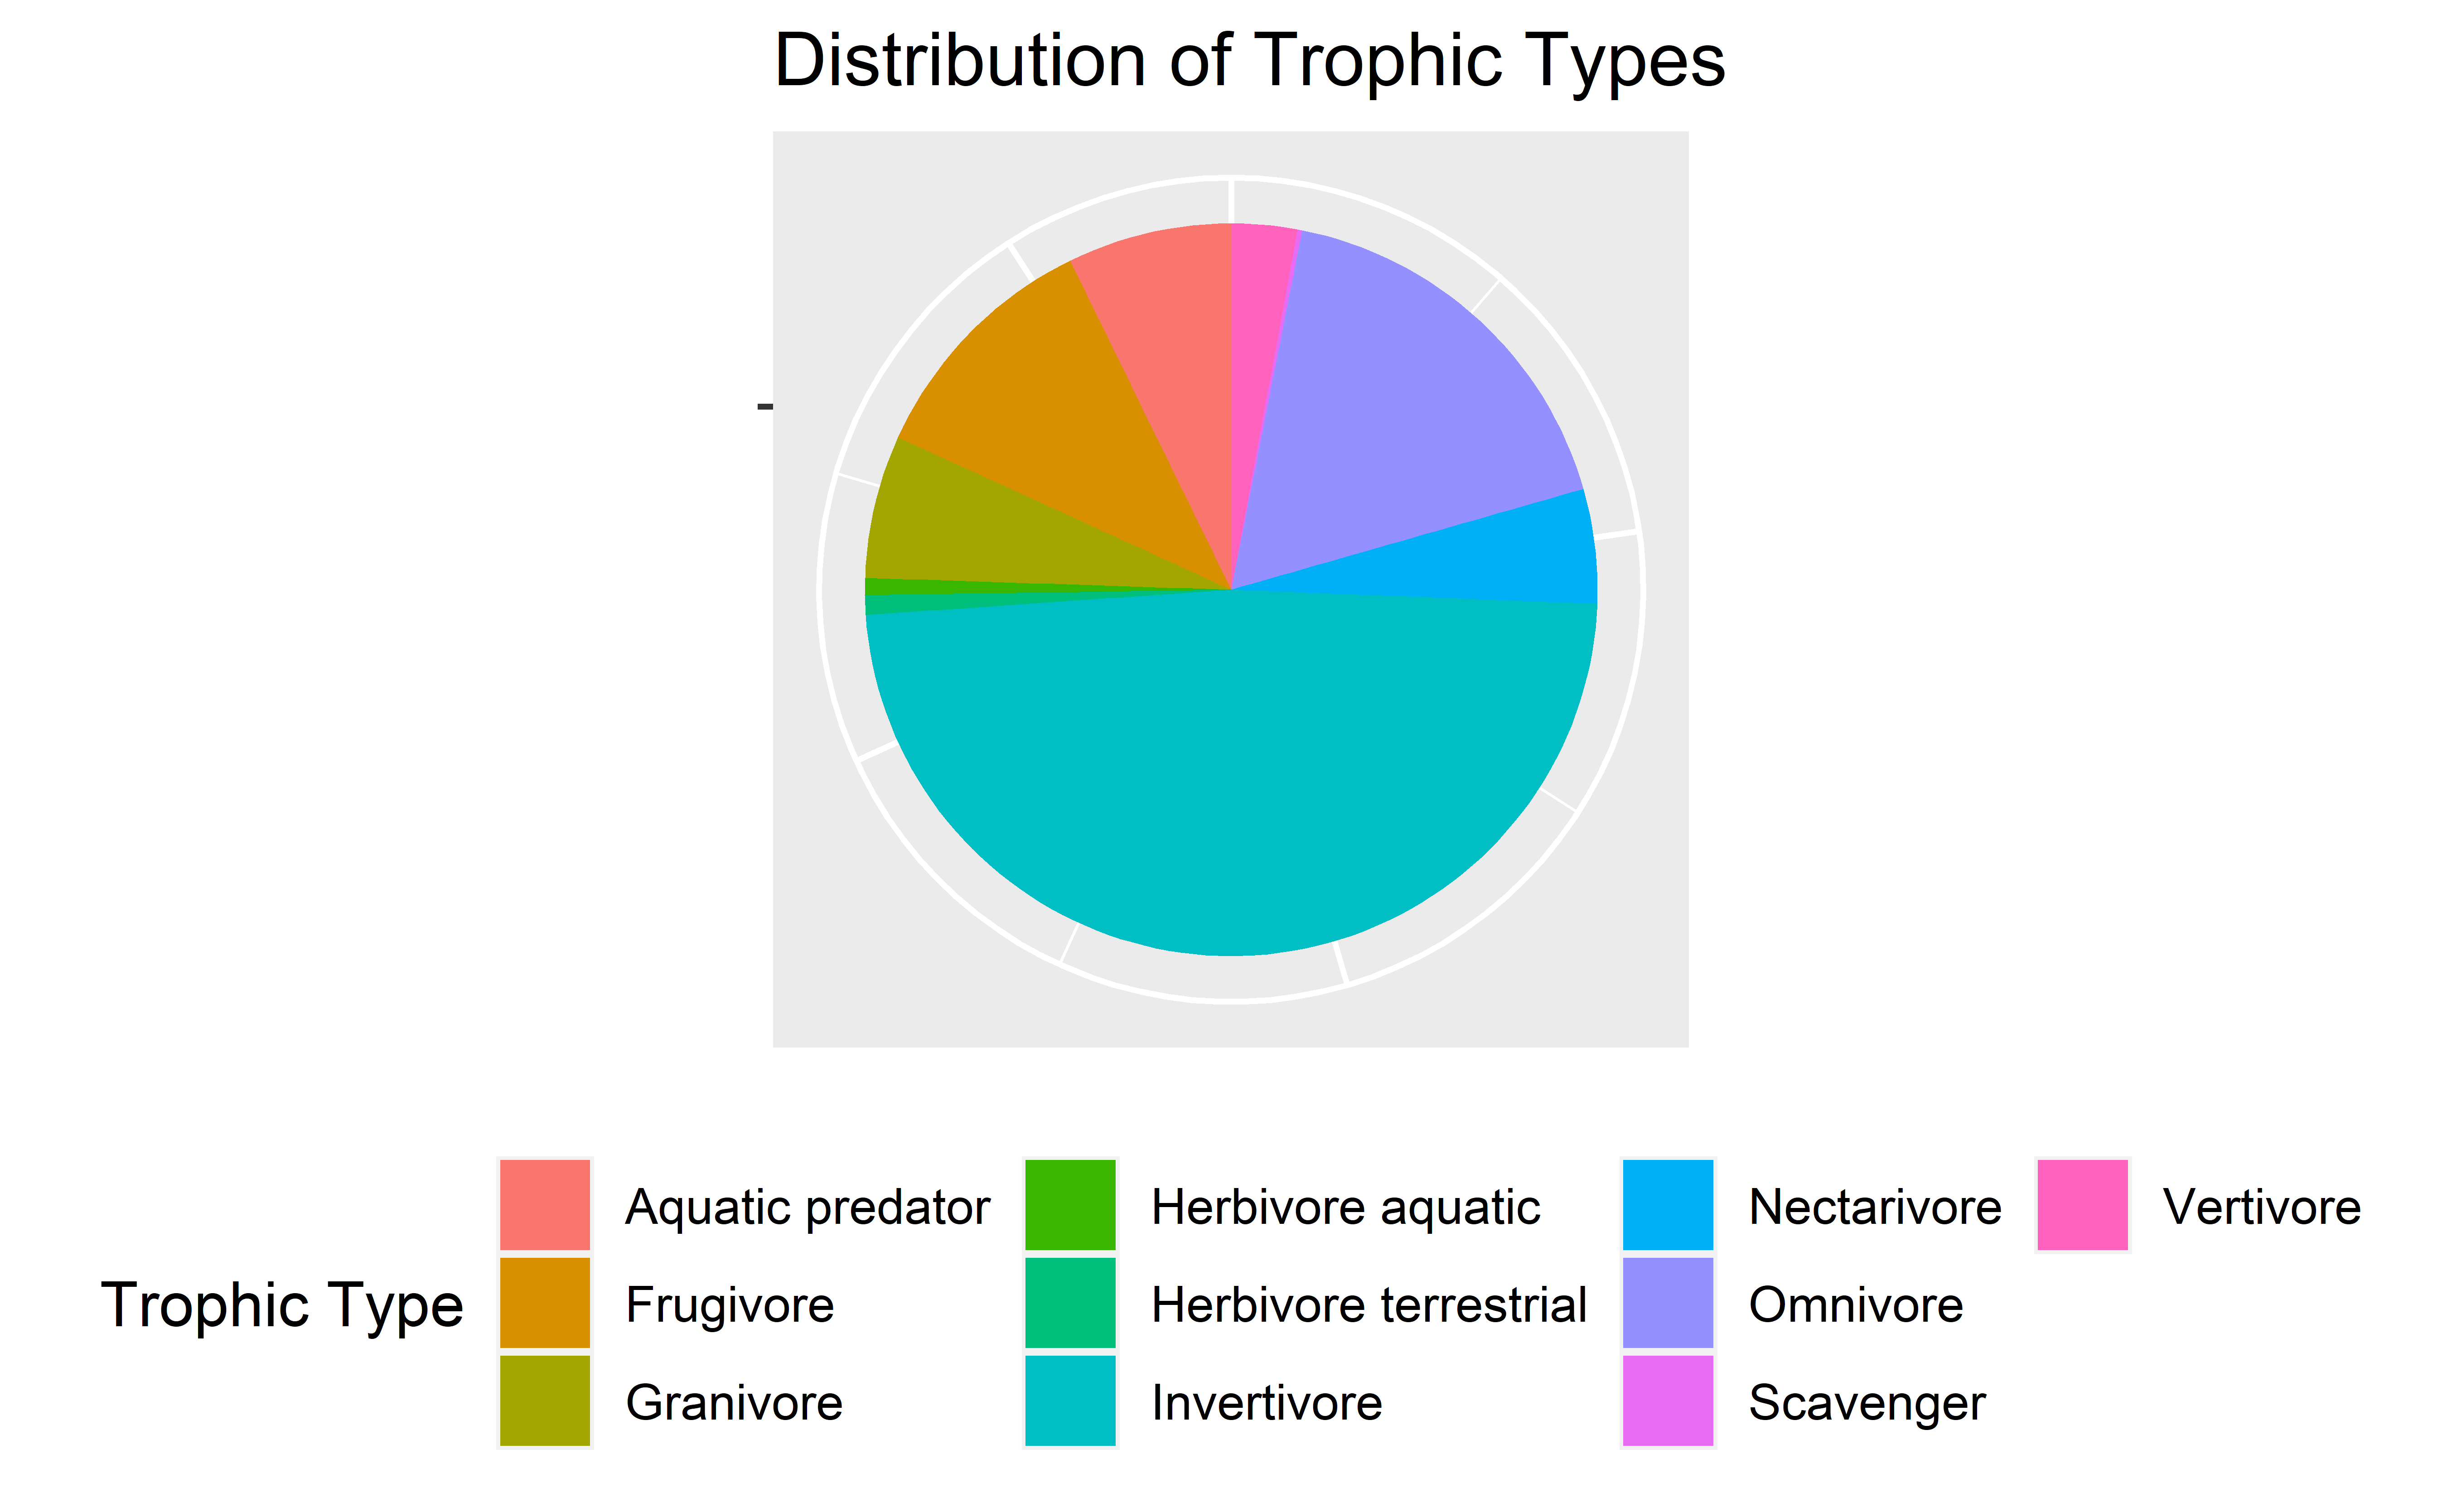 Distribution of Trophic Types
Trophic Type
Aquatic predator
Frugivore
Granivore
Herbivore aquatic
Herbivore terrestrial
Invertivore
Nectarivore
Omnivore
Scavenger
Vertivore